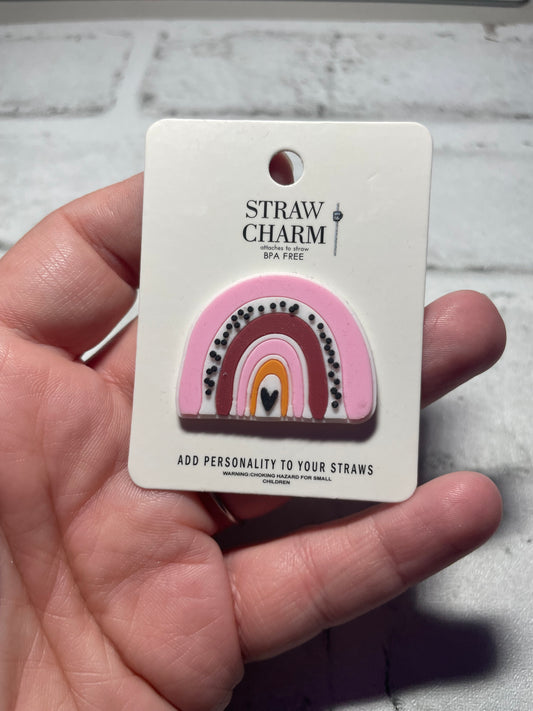 STRAW
CHARM
attaches to straw
BPA FREE
ADD PERSONALITY TO YOUR STRAWS
WARNING:CHOKING HAZARD FOR SMALL
CHILDREN